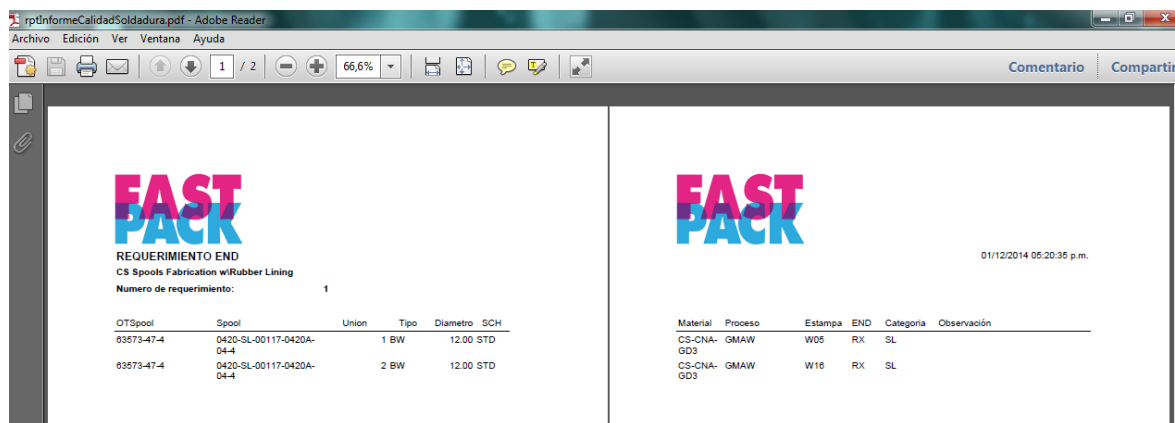 rptInformeCalidadSoldadura.pdf - Adobe Reader
Archivo Edición Ver Ventana Ayuda
1 / 2 66,6% Comentario Compartir
FAST
PACK
REQUERIMIENTO END
CS Spools Fabrication w\Rubber Lining
Numero de requerimiento: 1
OTSpool Spool Union Tipo Diametro SCH
63573-47-4 0420-SL-00117-0420A- 1 BW 12.00 STD
04-4
63573-47-4 0420-SL-00117-0420A- 2 BW 12.00 STD
04-4
FAST
PACK
01/12/2014 05:20:35 p.m.
Material Proceso Estampa END Categoria Observación
CS-CNA- GMAW W05 RX SL
GD3
CS-CNA- GMAW W16 RX SL
GD3